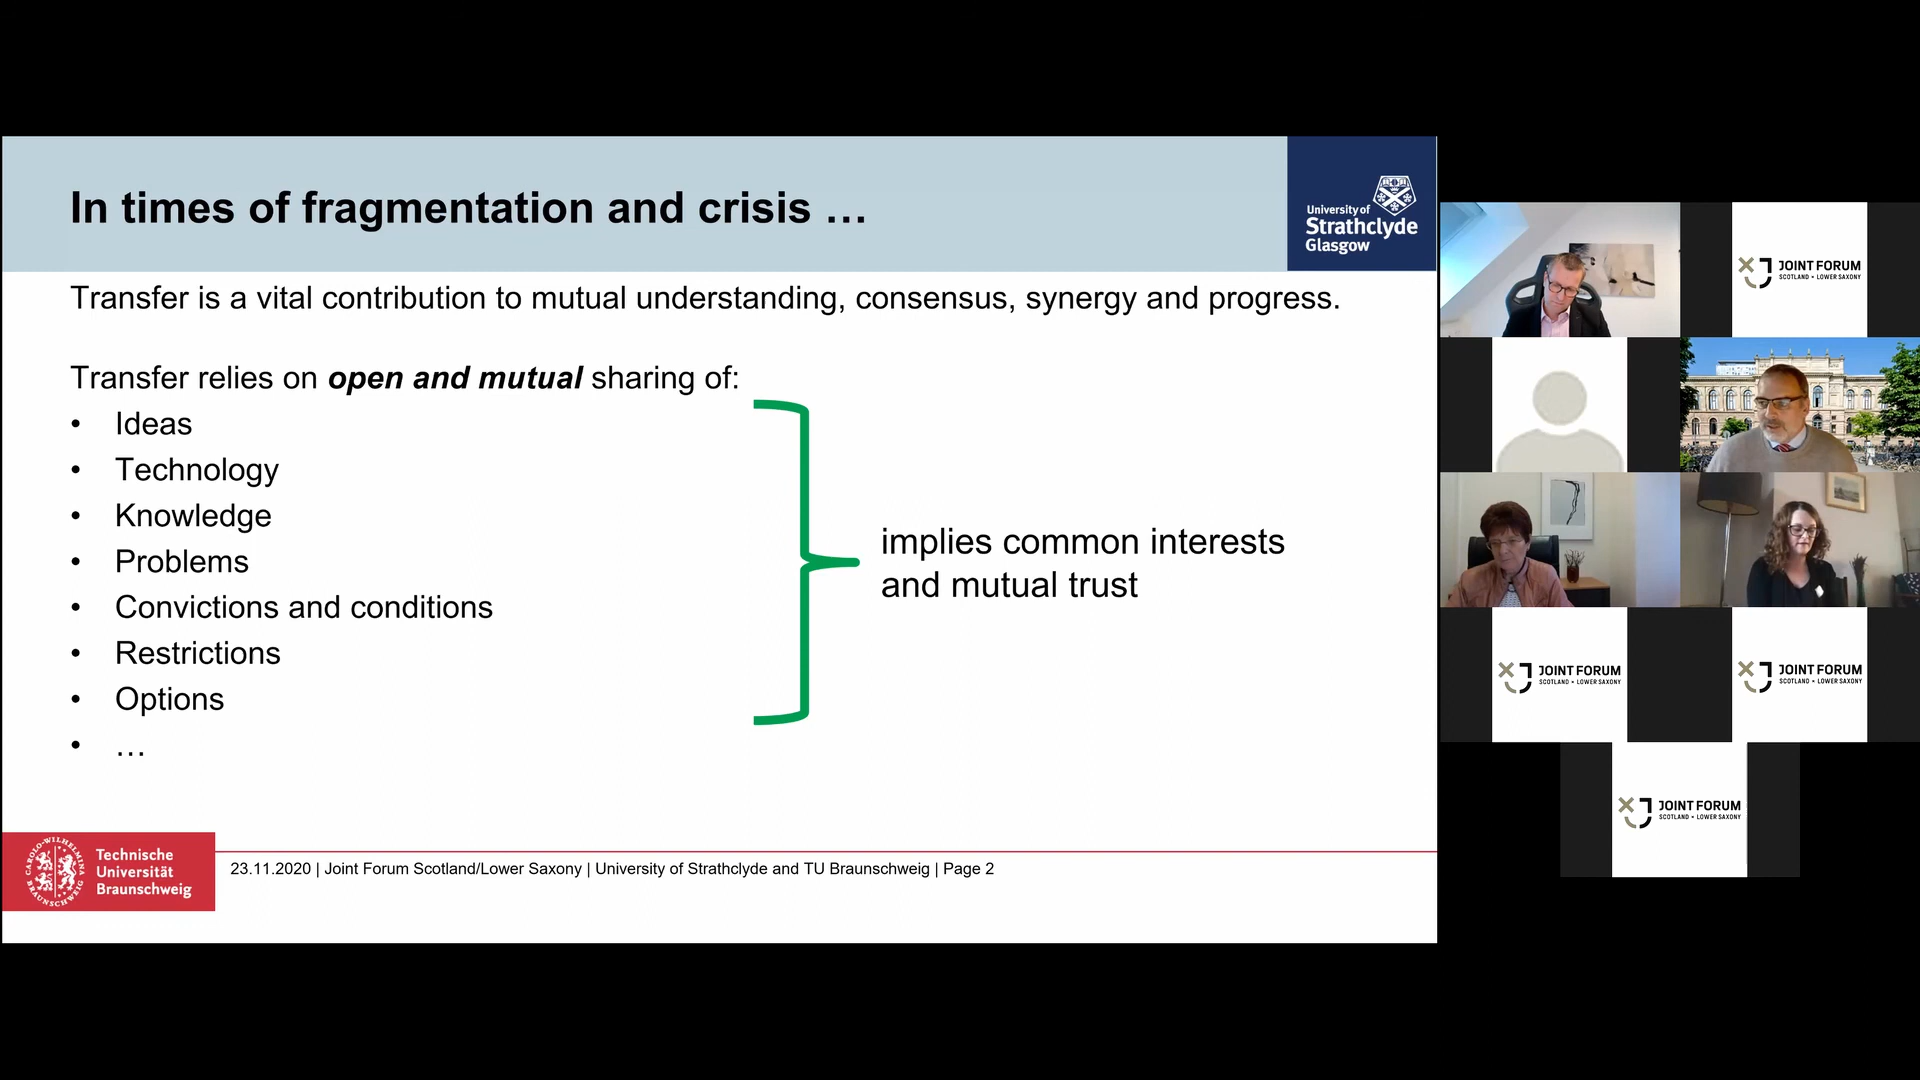 In times of fragmentation and crisis …
University of
Strathclyde
Glasgow
Transfer is a vital contribution to mutual understanding, consensus, synergy and progress.
Transfer relies on open and mutual sharing of:
• Ideas
• Technology
• Knowledge
• Problems
• Convictions and conditions
• Restrictions
• Options
• …
implies common interests
and mutual trust
CAROLO-WILHELMINA
BRAUNSCHWEIG
Technische
Universität
Braunschweig
23.11.2020 | Joint Forum Scotland/Lower Saxony | University of Strathclyde and TU Braunschweig | Page 2
JOINT FORUM
SCOTLAND • LOWER SAXONY
JOINT FORUM
SCOTLAND • LOWER SAXONY
JOINT FORUM
SCOTLAND • LOWER SAXONY
JOINT FORUM
SCOTLAND • LOWER SAXONY